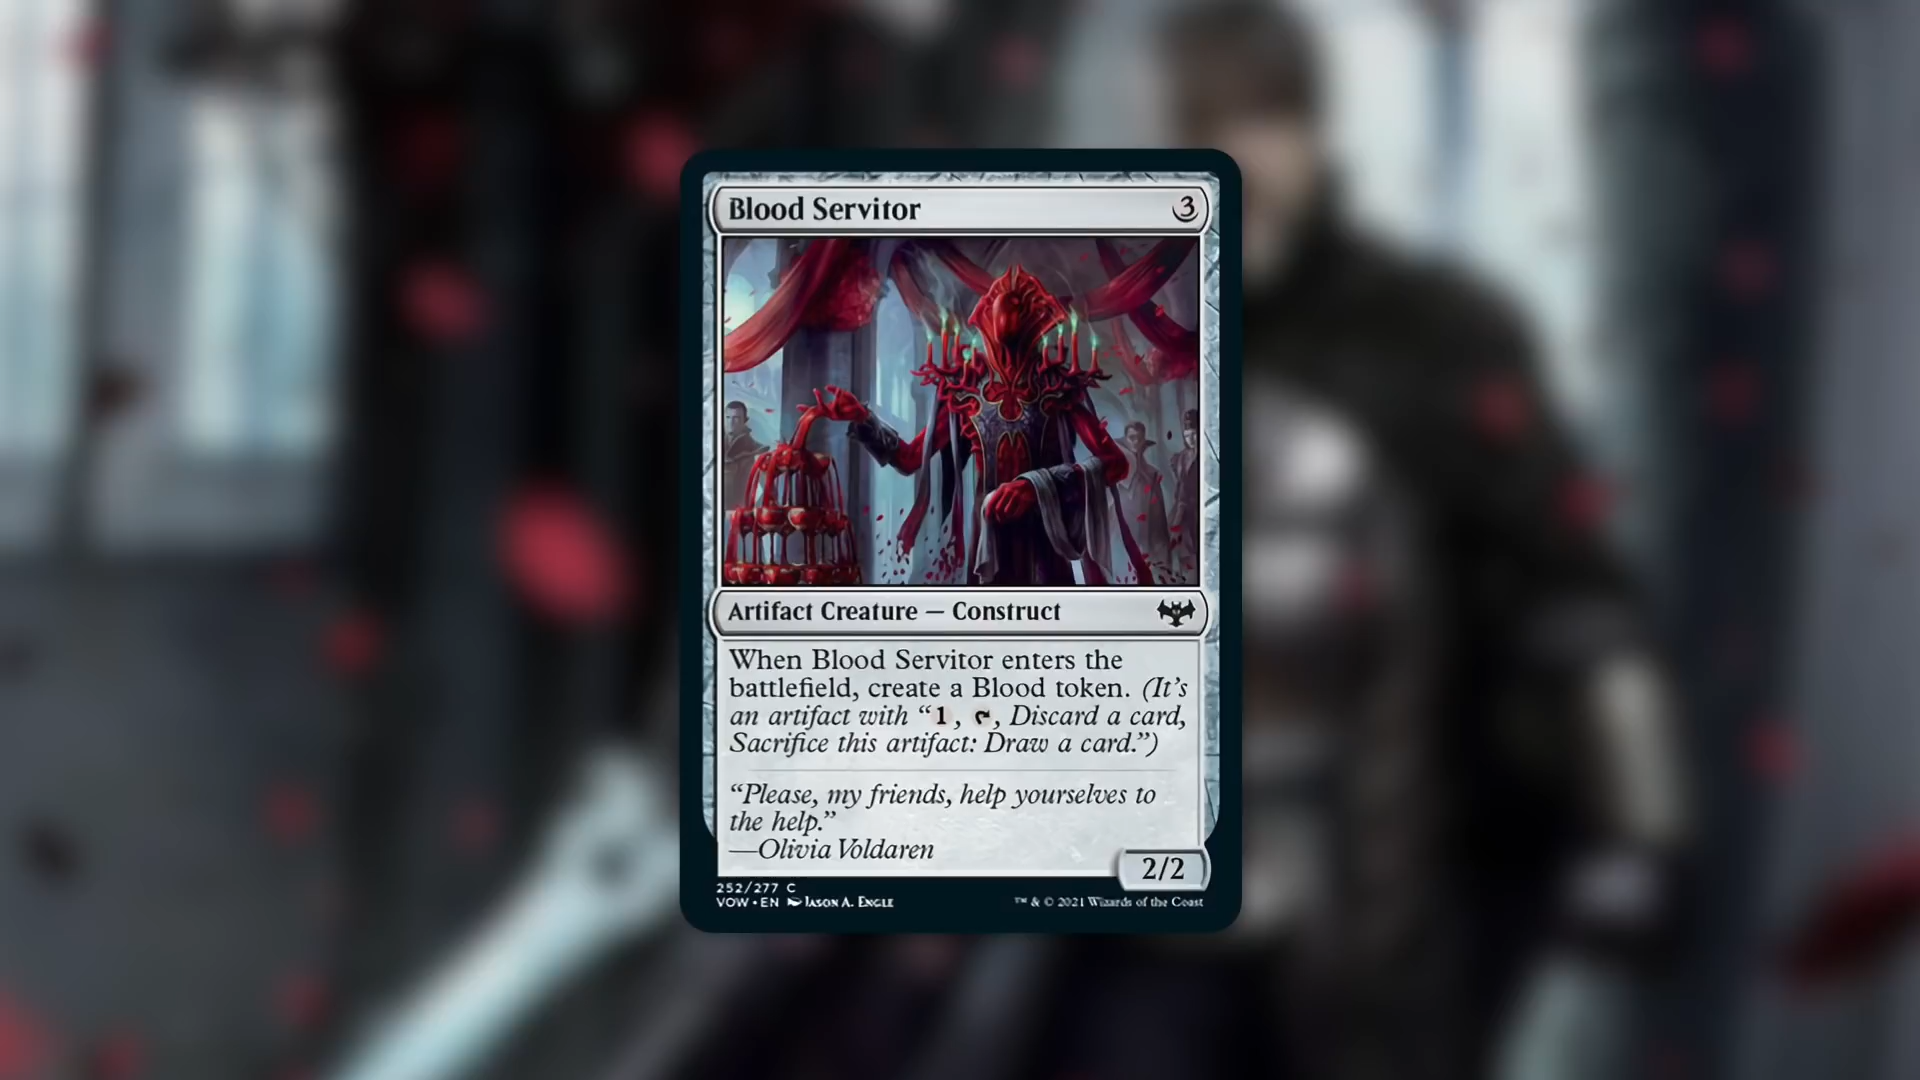 Blood Servitor 3
Artifact Creature — Construct
When Blood Servitor enters the
battlefield, create a Blood token. (It's
an artifact with “1, , Discard a card,
Sacrifice this artifact: Draw a card.”)
“Please, my friends, help yourselves to
the help.”
—Olivia Voldaren
2/2
252/277 C
VOW • EN Jason A. Engle
™ & © 2021 Wizards of the Coast